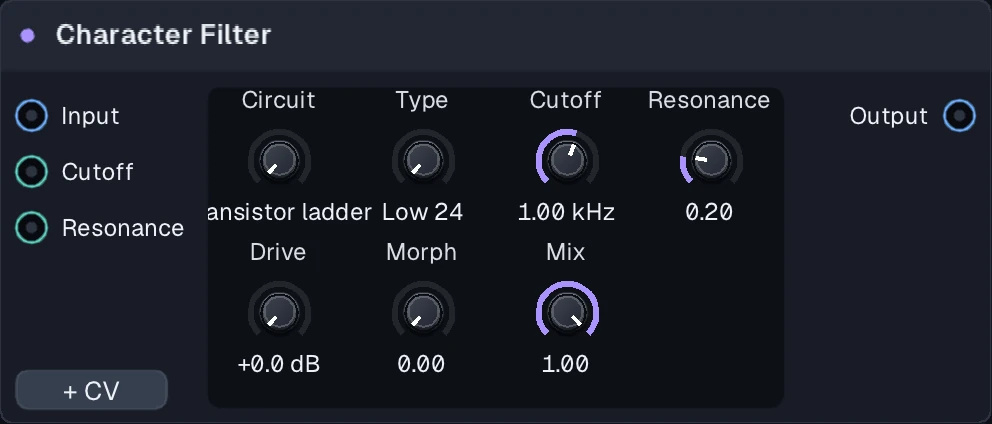 Character Filter
Circuit Type Cutoff Resonance
Input
Output
Cutoff
Resonance
ansistor ladder Low 24 1.00 kHz 0.20
Drive Morph Mix
+0.0 dB 0.00 1.00
+ CV